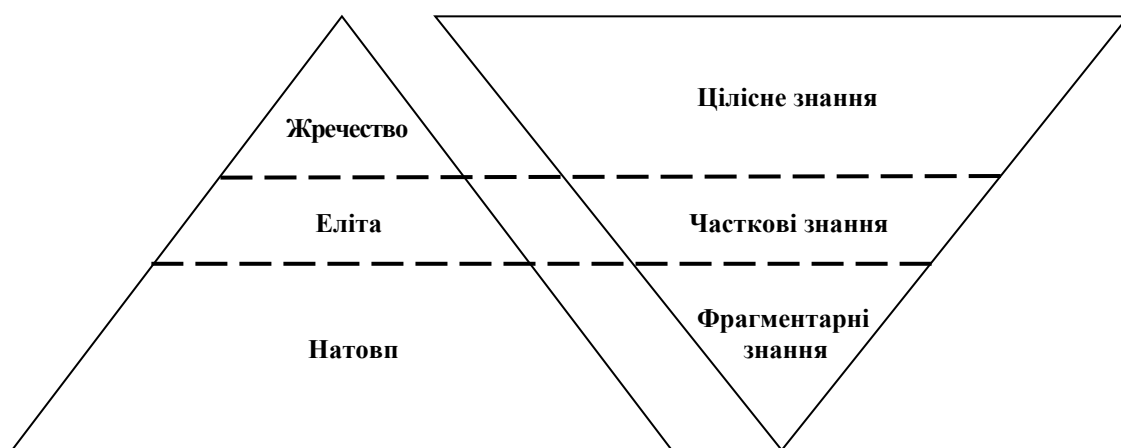 Цілісне знання
Жречество
Еліта
Часткові знання
Натовп
Фрагментарні
знання